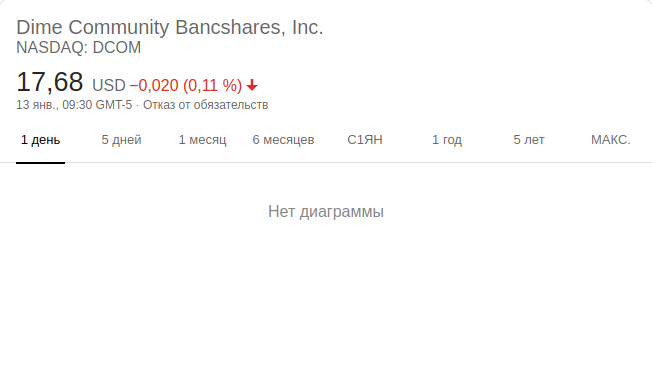 Dime Community Bancshares, Inc.
NASDAQ: DCOM
17,68 USD −0,020 (0,11 %)
13 янв., 09:30 GMT-5 · Отказ от обязательств
1 день 5 дней 1 месяц 6 месяцев С1ЯН 1 год 5 лет МАКС.
Нет диаграммы